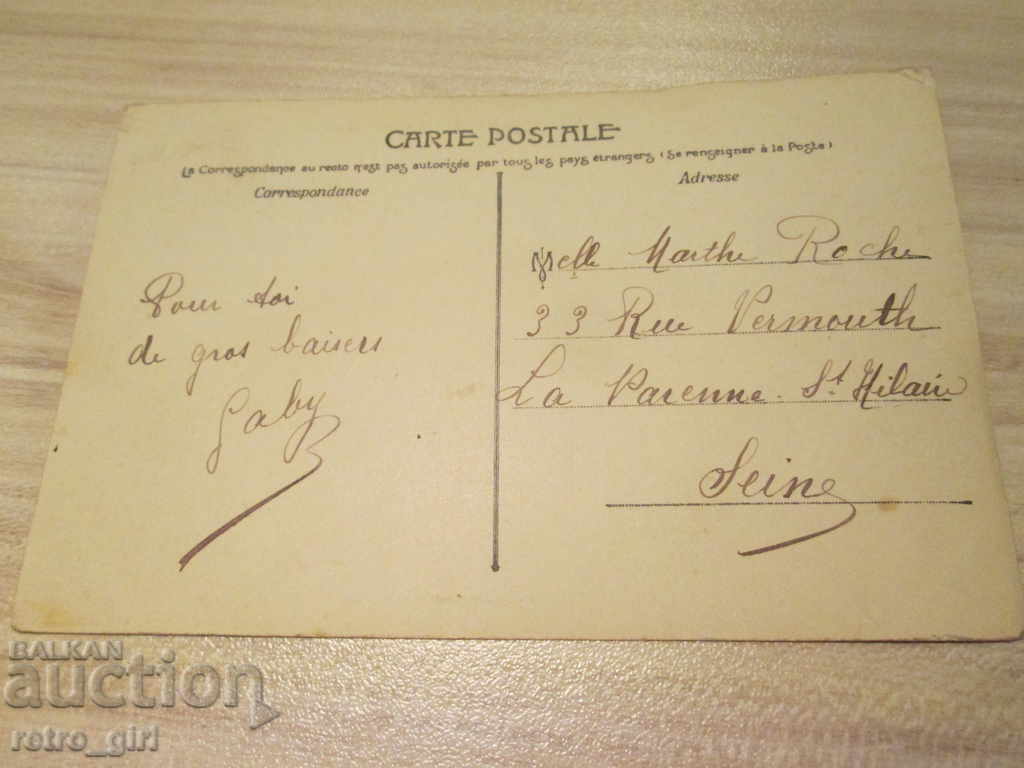 CARTE POSTALE
La Correspondance au recto n'est pas autorisée par tous les pays étrangers (Se renseigner à la Poste)
Correspondance
Adresse
Pour toi
de gros baisers
Gaby
Melle Marthe Roche
33 Rue Vermouth
La Varenne. St Hilaire
Seine
BALKAN
auction
retro_girl